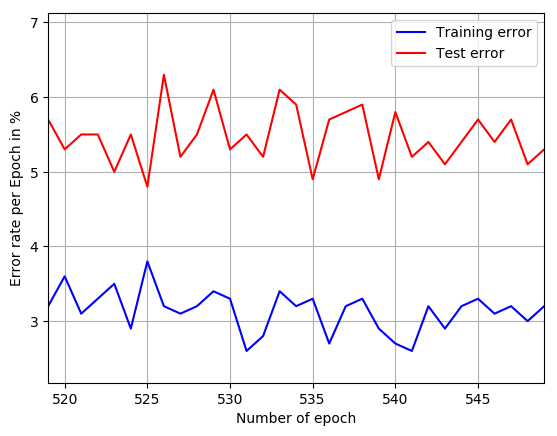 7
6
5
4
3
Error rate per Epoch in %
Training error
Test error
520 525 530 535 540 545
Number of epoch